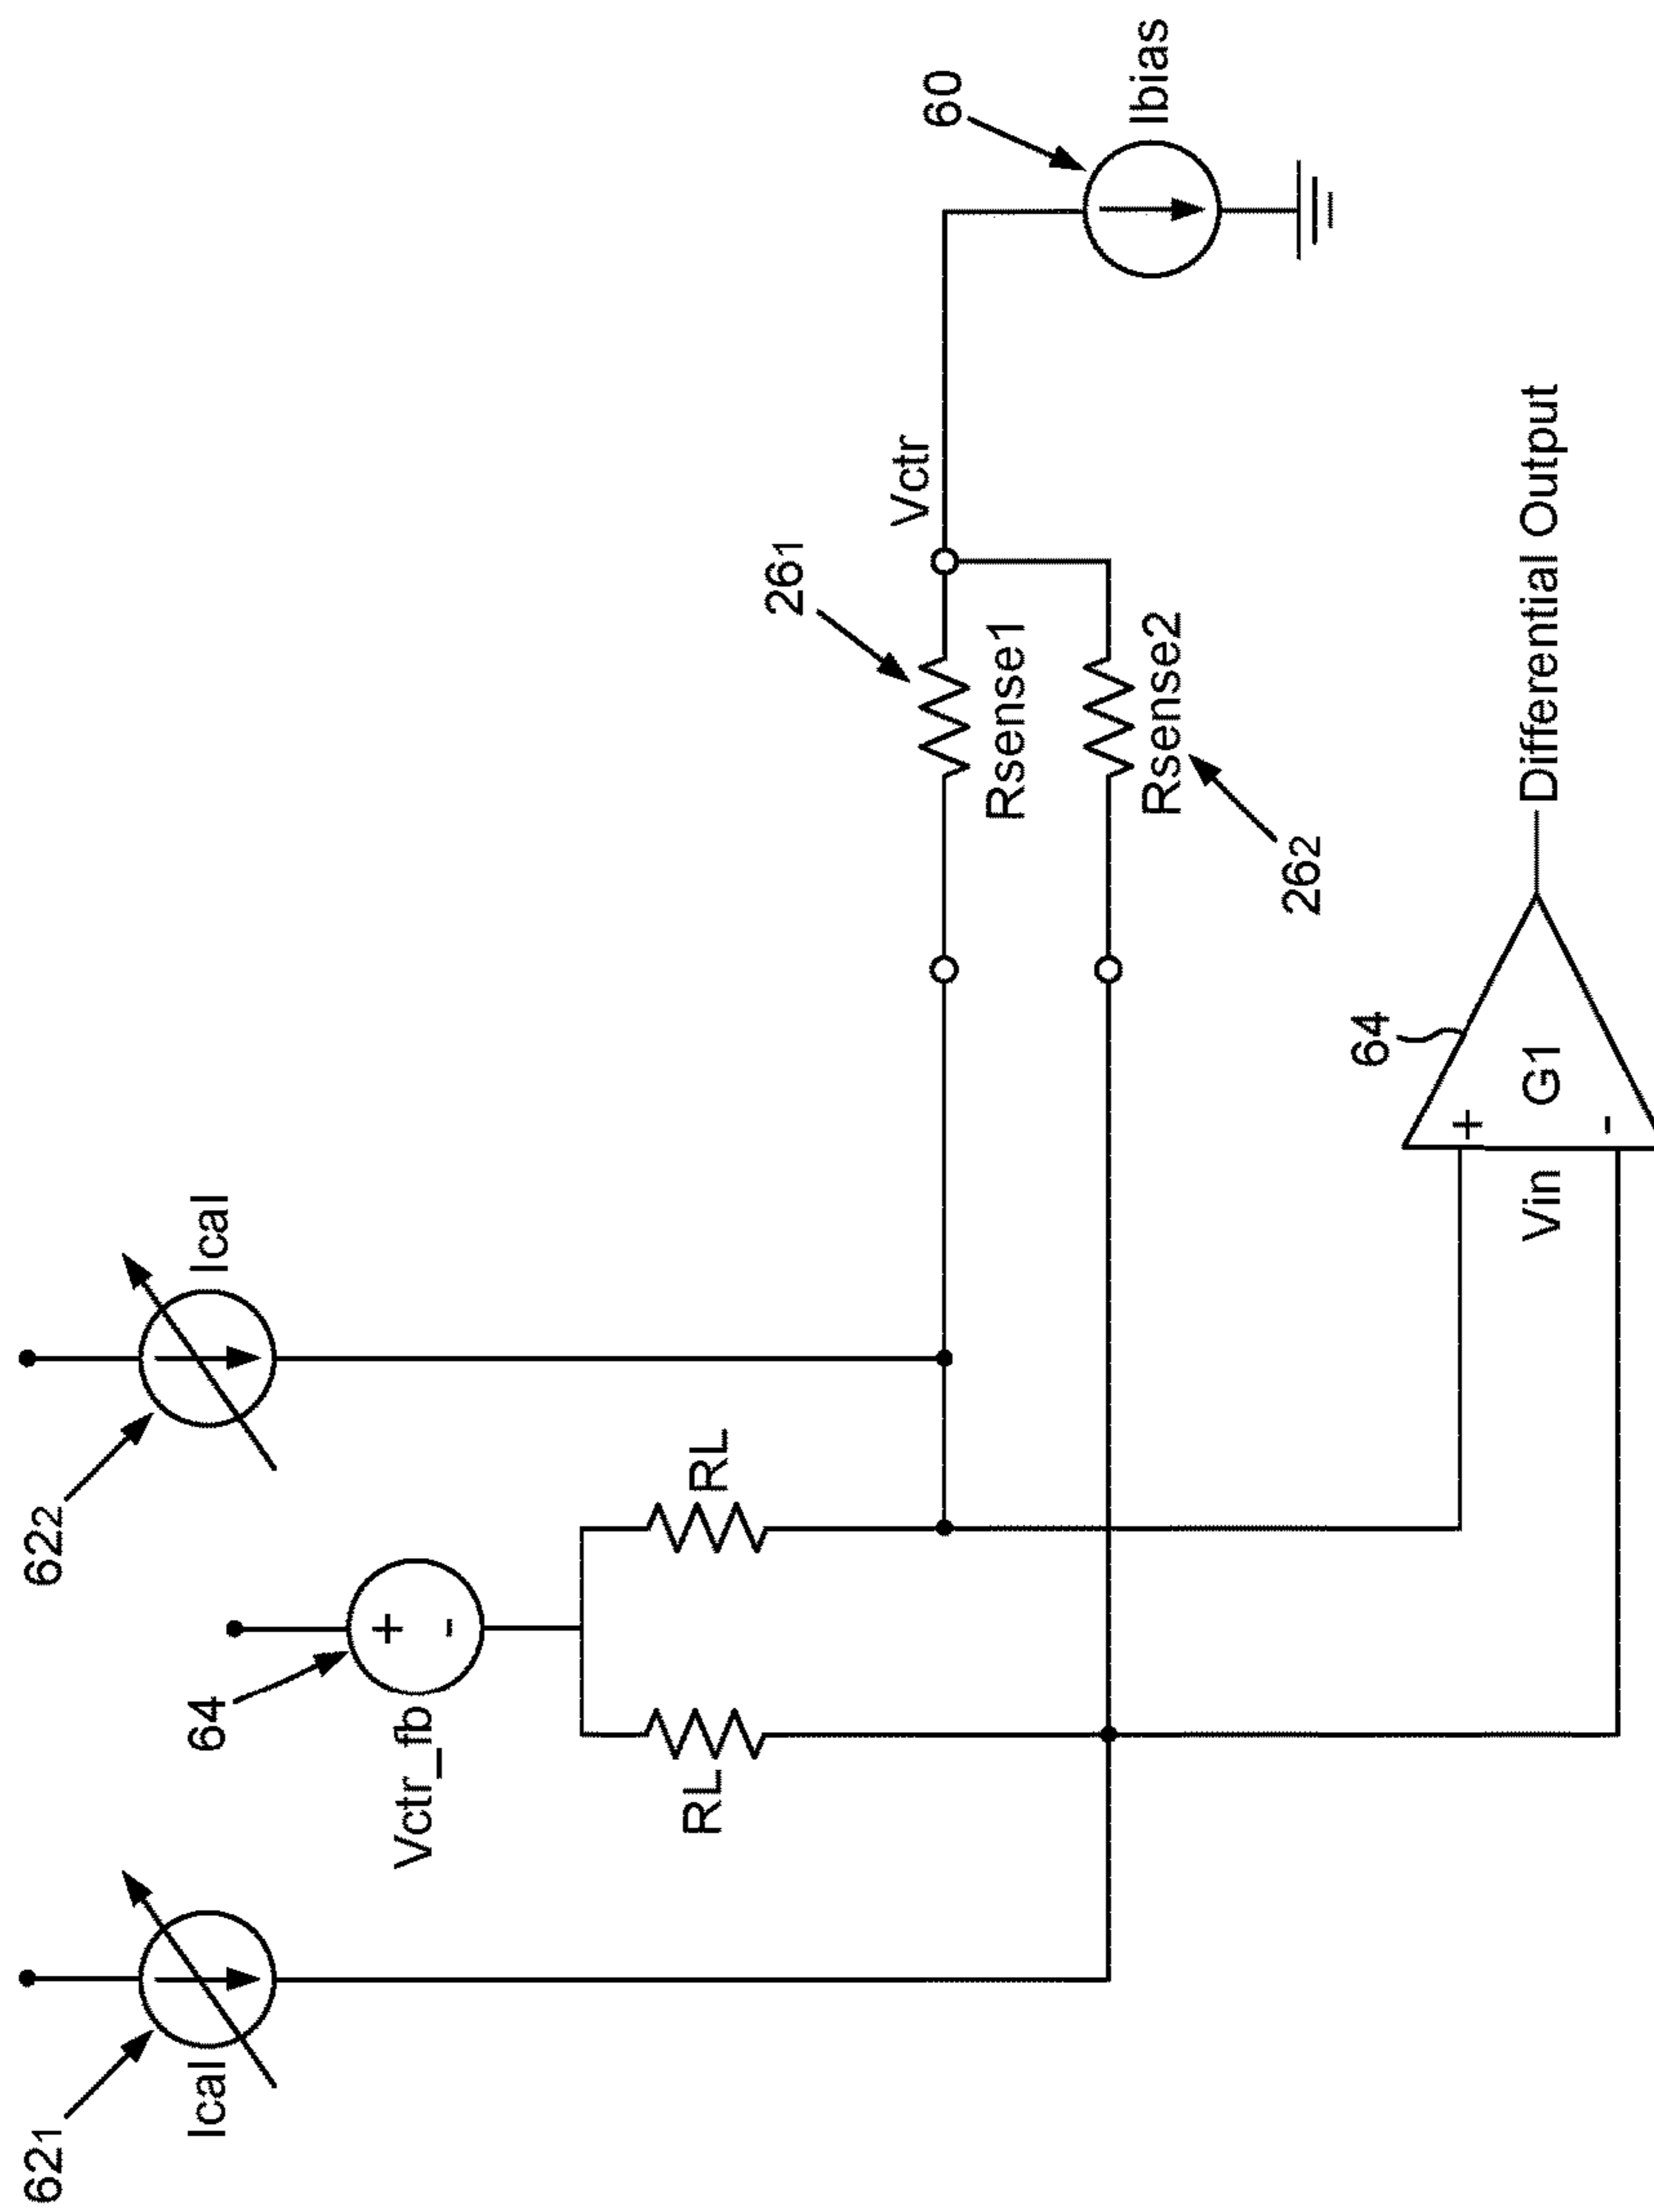 62₁
Ical
64
Vctr_fb
+
-
RL
RL
62₂
Ical
26₁
Rsense1
Vctr
Rsense2
26₂
60
Ibias
64
Vin
+
G1
-
Differential Output